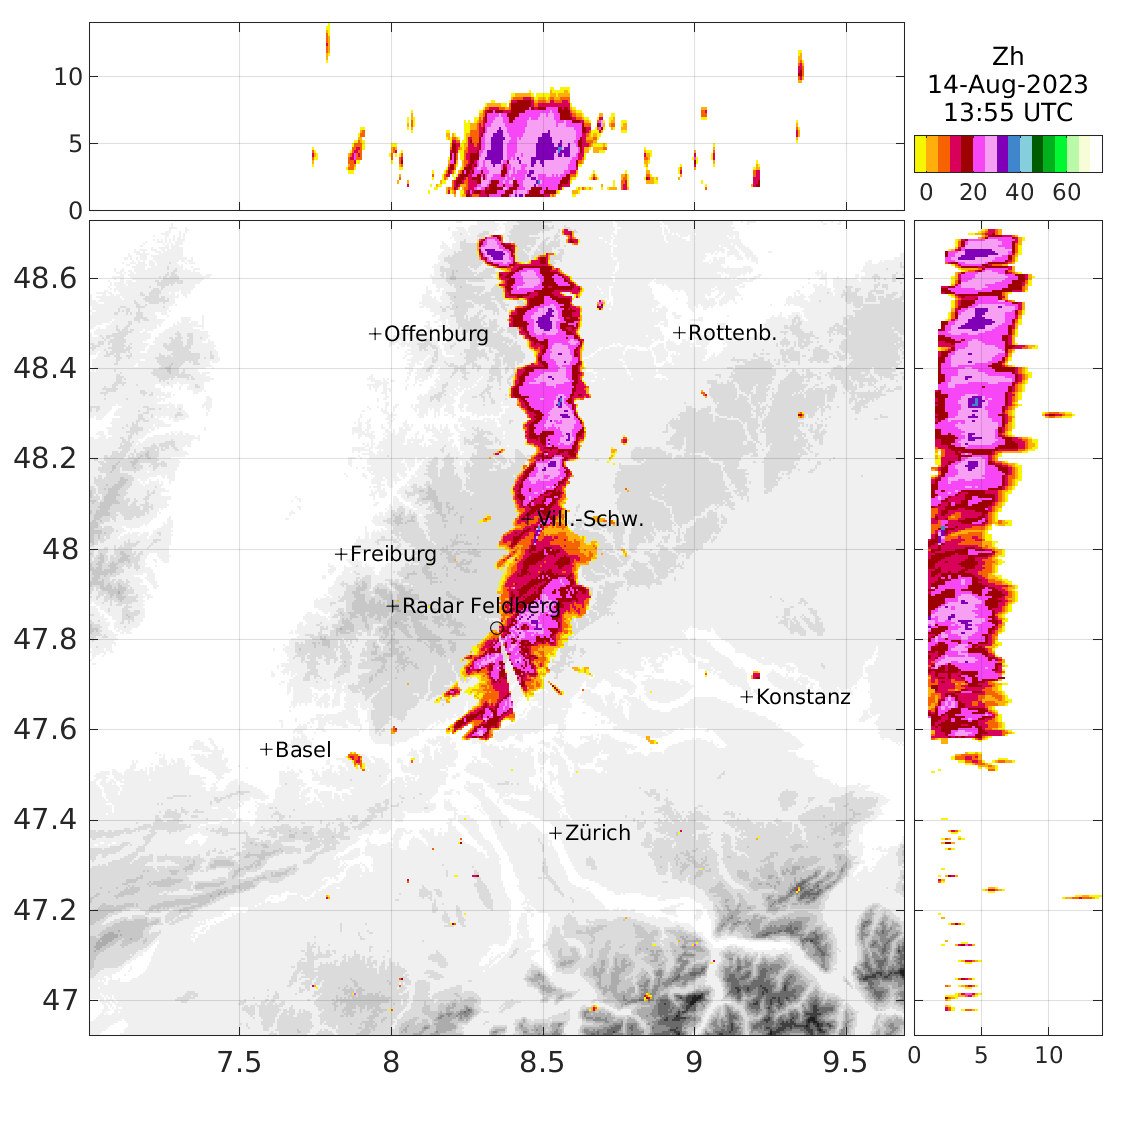 10
5
0
Zh
14-Aug-2023
13:55 UTC
0 20 40 60
48.6
48.4
48.2
48
47.8
47.6
47.4
47.2
47
+Offenburg
+Rottenb.
+Vill.-Schw.
+Freiburg
+Radar Feldberg
+Konstanz
+Basel
+Zürich
7.5 8 8.5 9 9.5
0 5 10